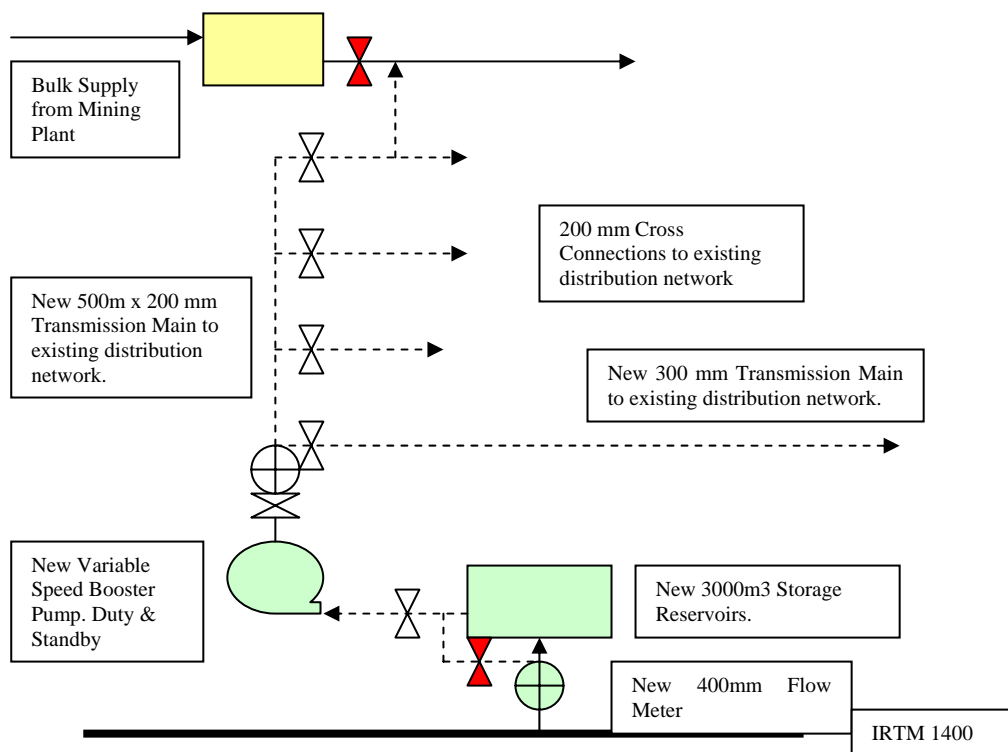 Bulk Supply
from Mining
Plant
200 mm Cross
Connections to existing
distribution network
New 500m x 200 mm
Transmission Main to
existing distribution
network.
New 300 mm Transmission Main
to existing distribution network.
New Variable
Speed Booster
Pump. Duty &
Standby
New 3000m3 Storage
Reservoirs.
New 400mm Flow
Meter
IRTM 1400